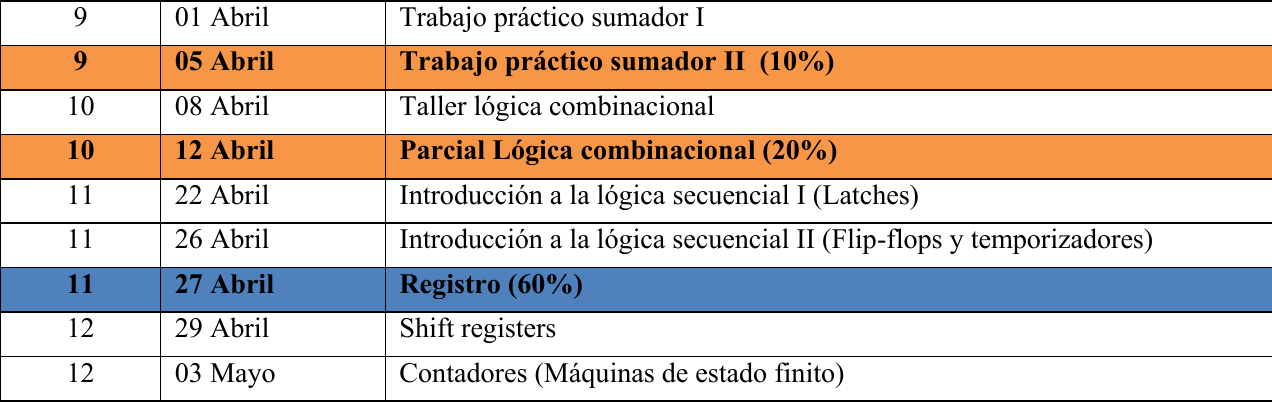 9 01 Abril Trabajo práctico sumador I
9 05 Abril Trabajo práctico sumador II (10%)
10 08 Abril Taller lógica combinacional
10 12 Abril Parcial Lógica combinacional (20%)
11 22 Abril Introducción a la lógica secuencial I (Latches)
11 26 Abril Introducción a la lógica secuencial II (Flip-flops y temporizadores)
11 27 Abril Registro (60%)
12 29 Abril Shift registers
12 03 Mayo Contadores (Máquinas de estado finito)